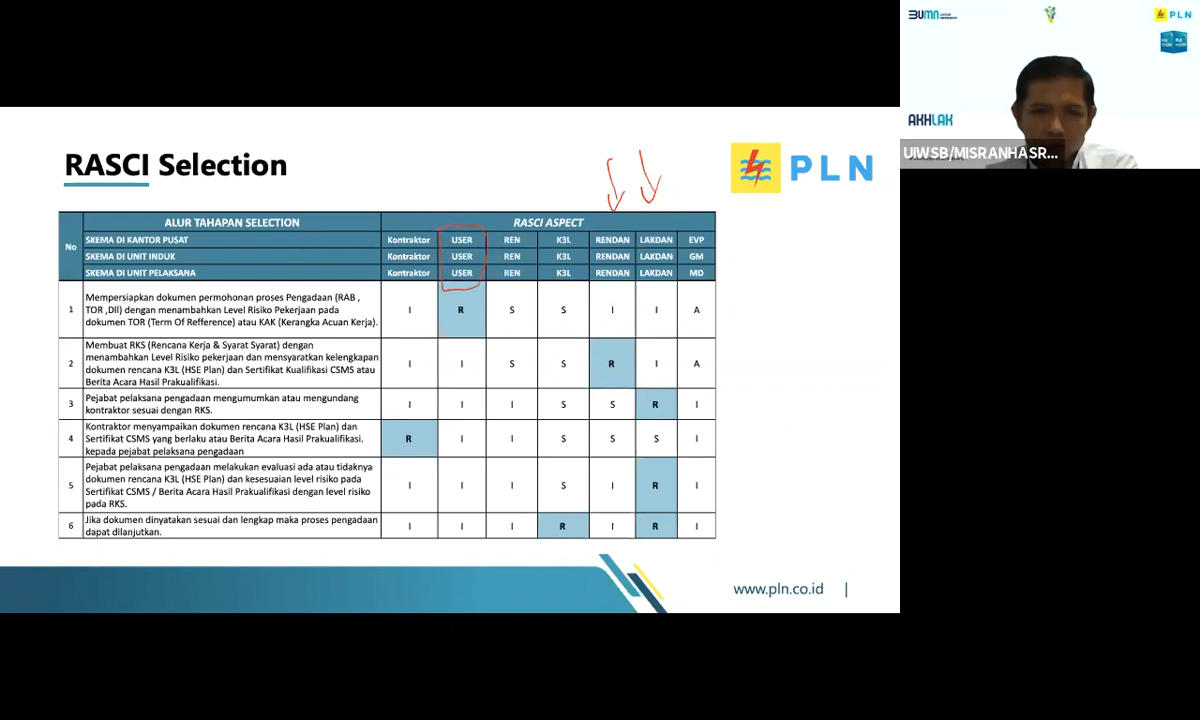 BUMN
UNTUK
PLN
AKHLAK
UIWSB/MISRANHASR...
RASCI Selection
PLN
No
ALUR TAHAPAN SELECTION
RASCI ASPECT
SKEMA DI KANTOR PUSAT Kontraktor USER REN K3L RENDAN LAKDAN EVP
SKEMA DI UNIT INDUK Kontraktor USER REN K3L RENDAN LAKDAN GM
SKEMA DI UNIT PELAKSANA Kontraktor USER REN K3L RENDAN LAKDAN MD
Mempersiapkan dokumen permohonan proses Pengadaan (RAB ,
1 TOR ,Dll) dengan menambahkan Level Risiko Pekerjaan pada I R S S I I A
dokumen TOR (Term Of Refference) atau KAK (Kerangka Acuan Kerja).
Membuat RKS (Rencana Kerja & Syarat Syarat) dengan
menambahkan Level Risiko pekerjaan dan mensyaratkan kelengkapan
2 dokumen rencana K3L (HSE Plan) dan Sertifikat Kualifikasi CSMS atau I I S S R I A
Berita Acara Hasil Prakualifikasi.
3 Pejabat pelaksana pengadaan mengumumkan atau mengundang I I I S S R I
kontraktor sesuai dengan RKS.
Kontraktor menyampaikan dokumen rencana K3L (HSE Plan) dan
4 Sertifikat CSMS yang berlaku atau Berita Acara Hasil Prakualifikasi. R I I S S S I
kepada pejabat pelaksana pengadaan
Pejabat pelaksana pengadaan melakukan evaluasi ada atau tidaknya
5 dokumen rencana K3L (HSE Plan) dan kesesuaian level risiko pada I I I S I R I
Sertifikat CSMS / Berita Acara Hasil Prakualifikasi dengan level risiko
pada RKS.
6 Jika dokumen dinyatakan sesuai dan lengkap maka proses pengadaan I I I R I R I
dapat dilanjutkan.
www.pln.co.id |